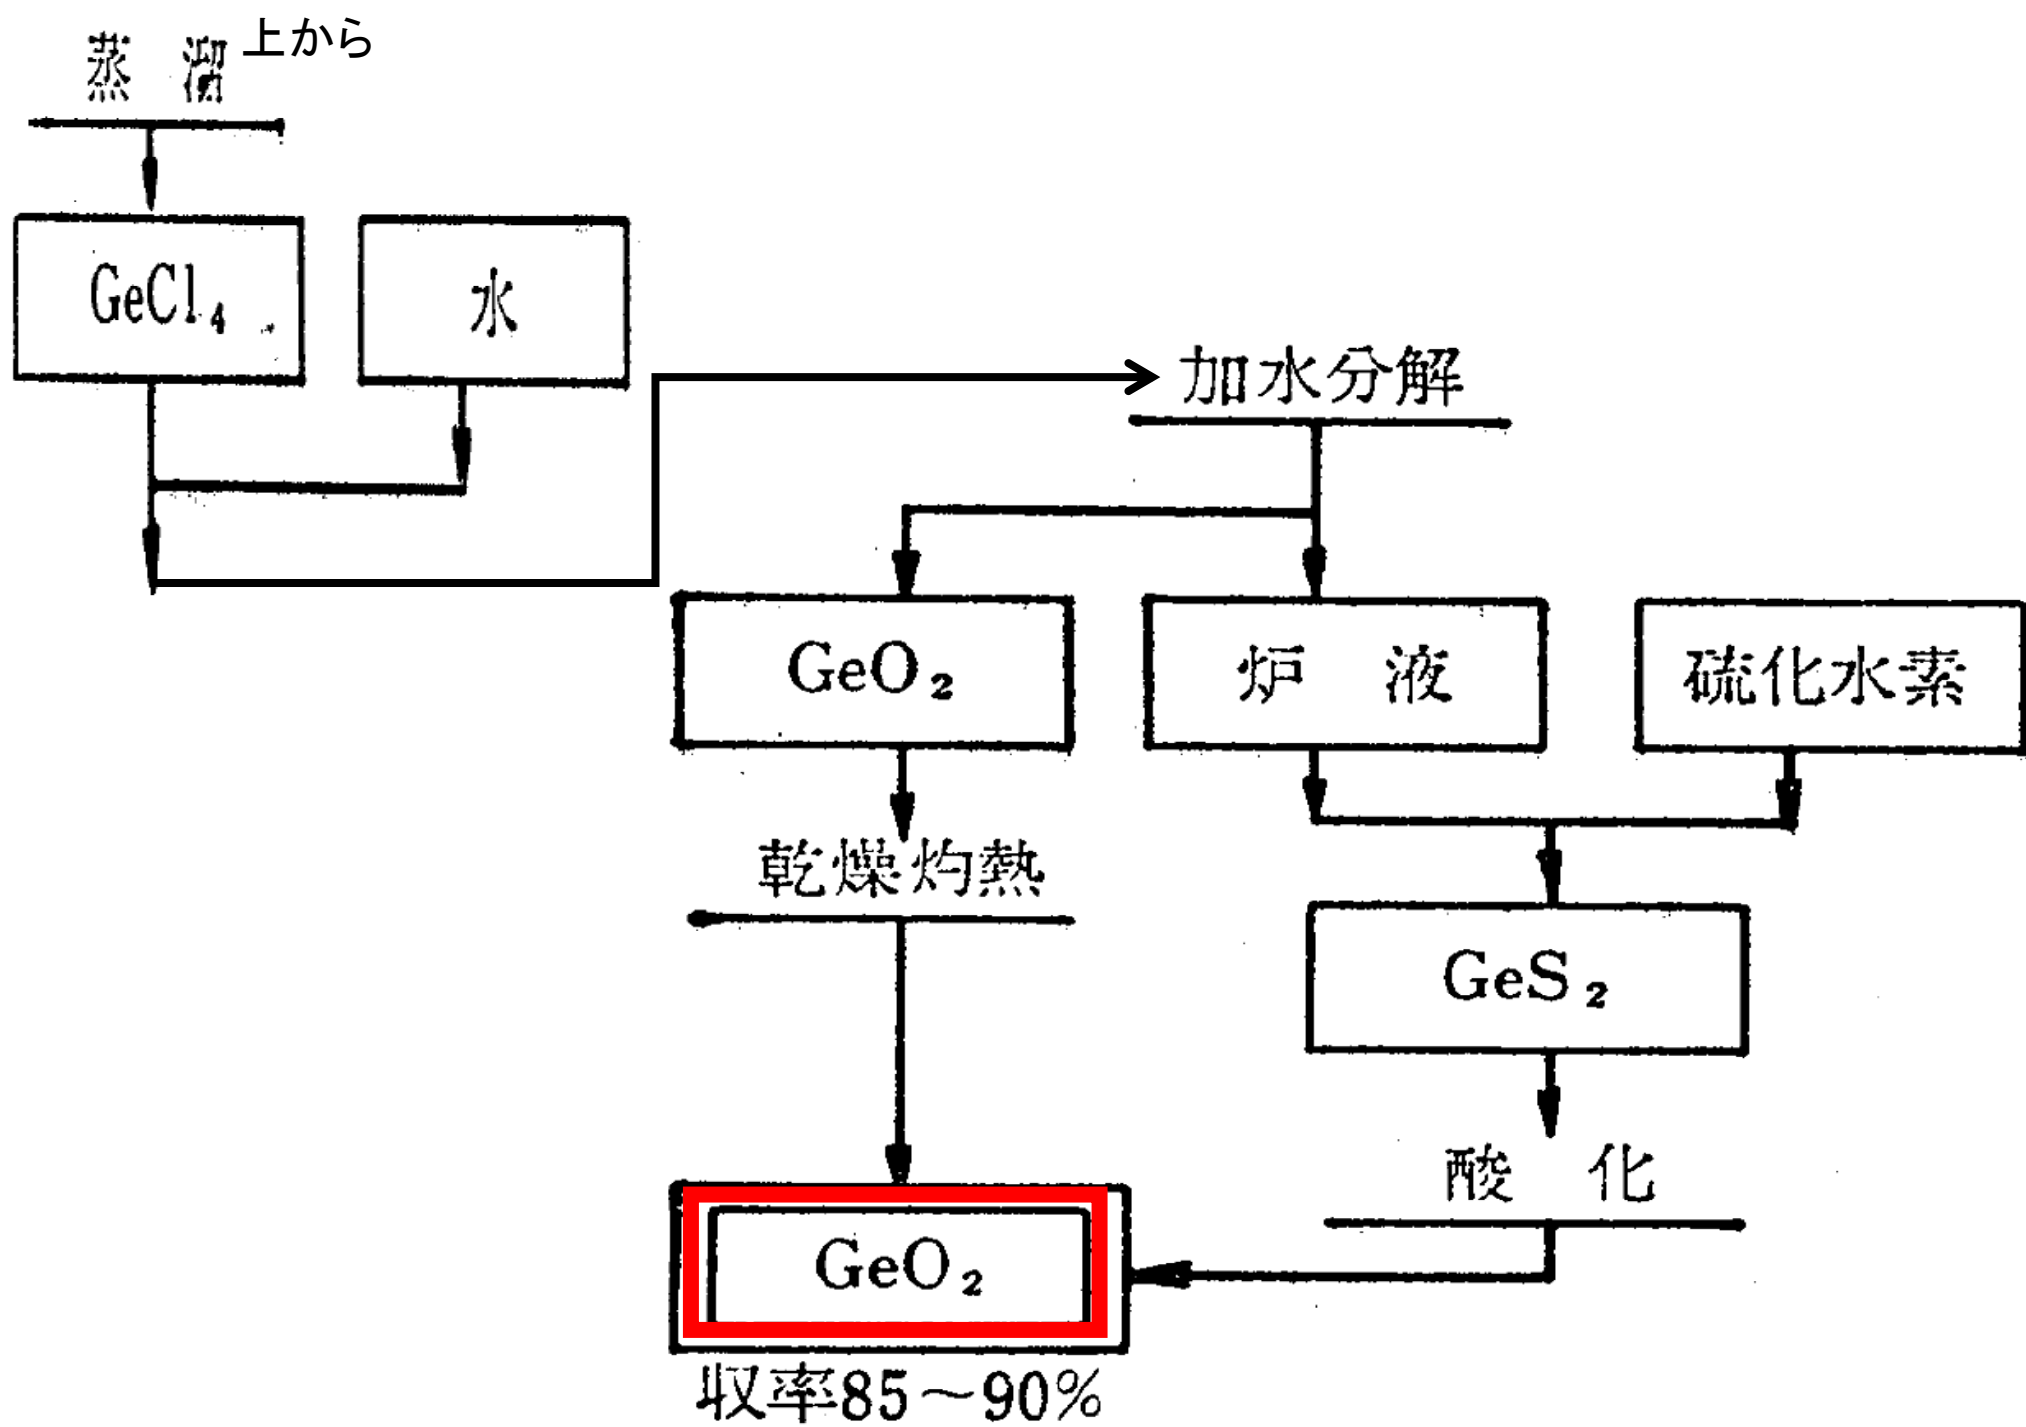 蒸溜 上から
GeCl₄
水
加水分解
GeO₂
炉液
硫化水素
乾燥灼熱
GeS₂
酸化
GeO₂
収率85～90%